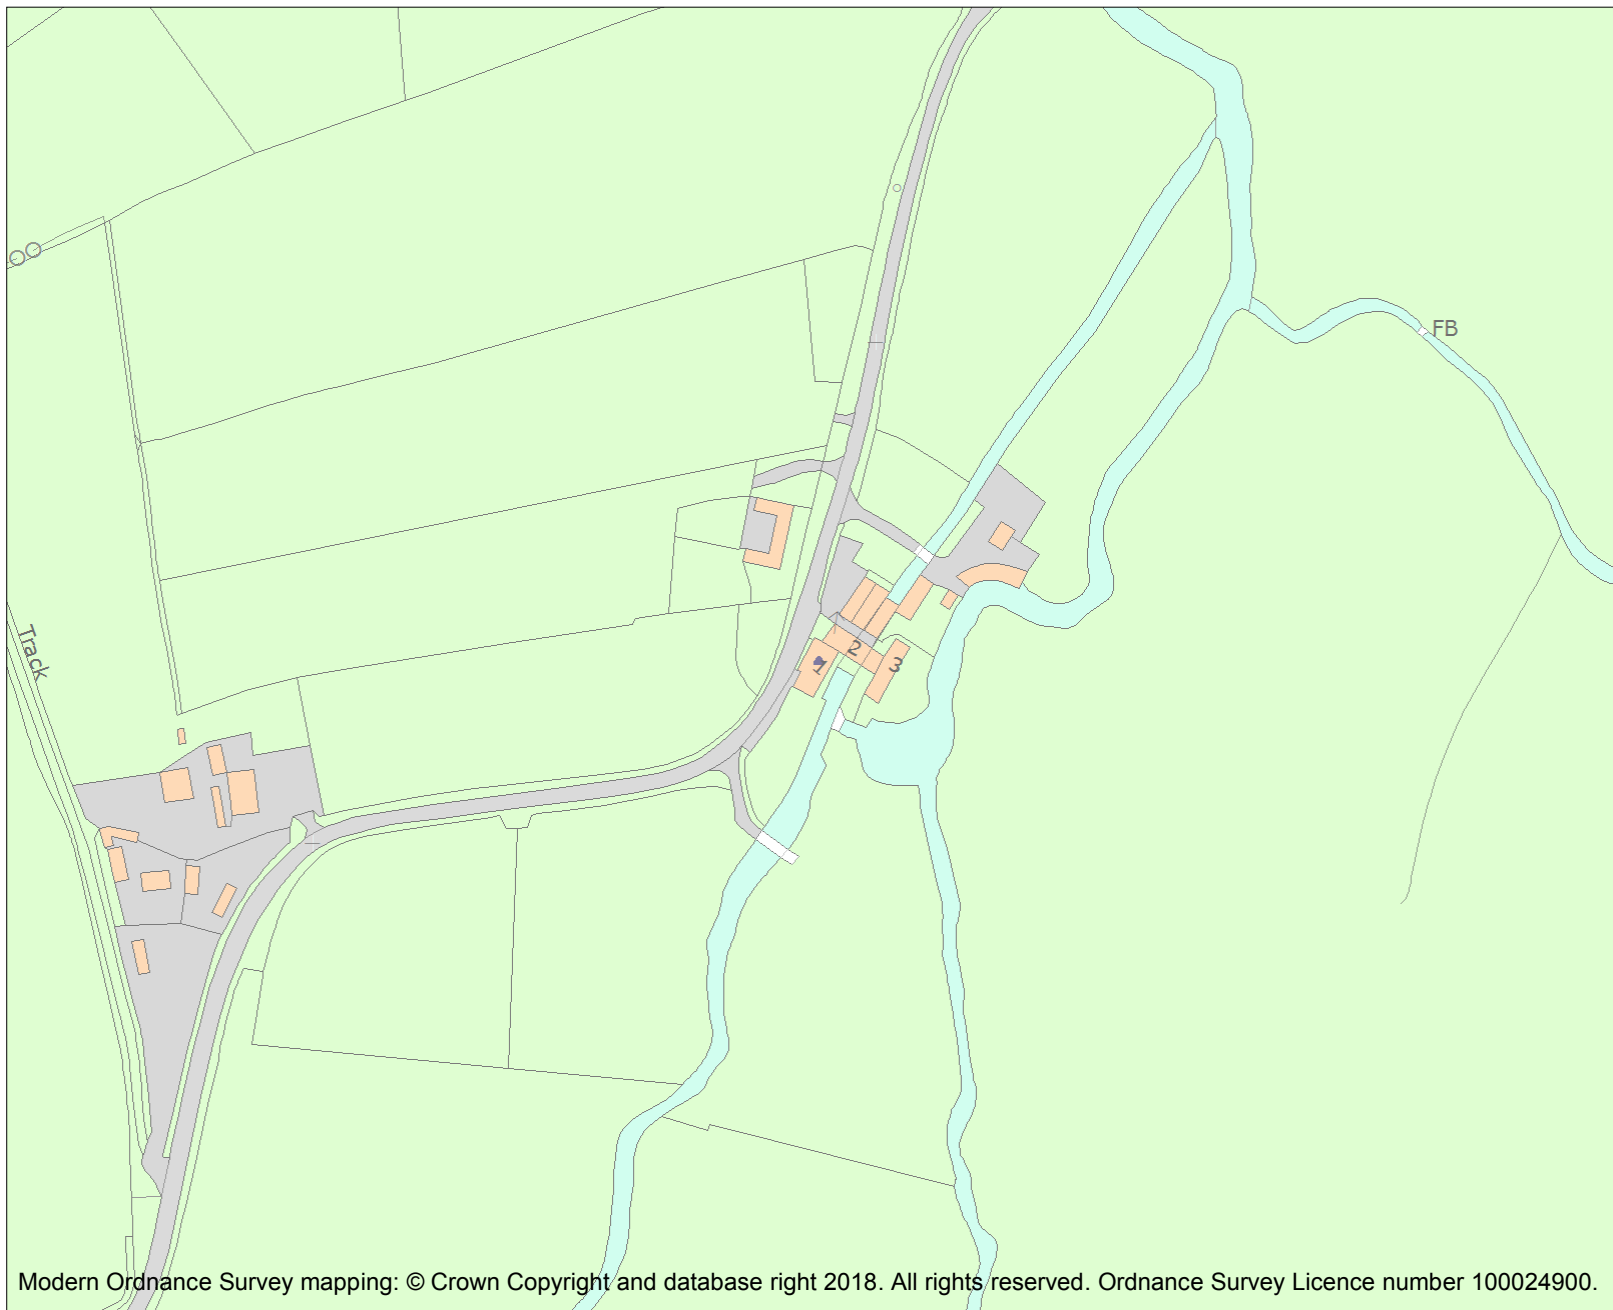 FB
Track
2
1
3
Modern Ordnance Survey mapping: © Crown Copyright and database right 2018. All rights reserved. Ordnance Survey Licence number 100024900.